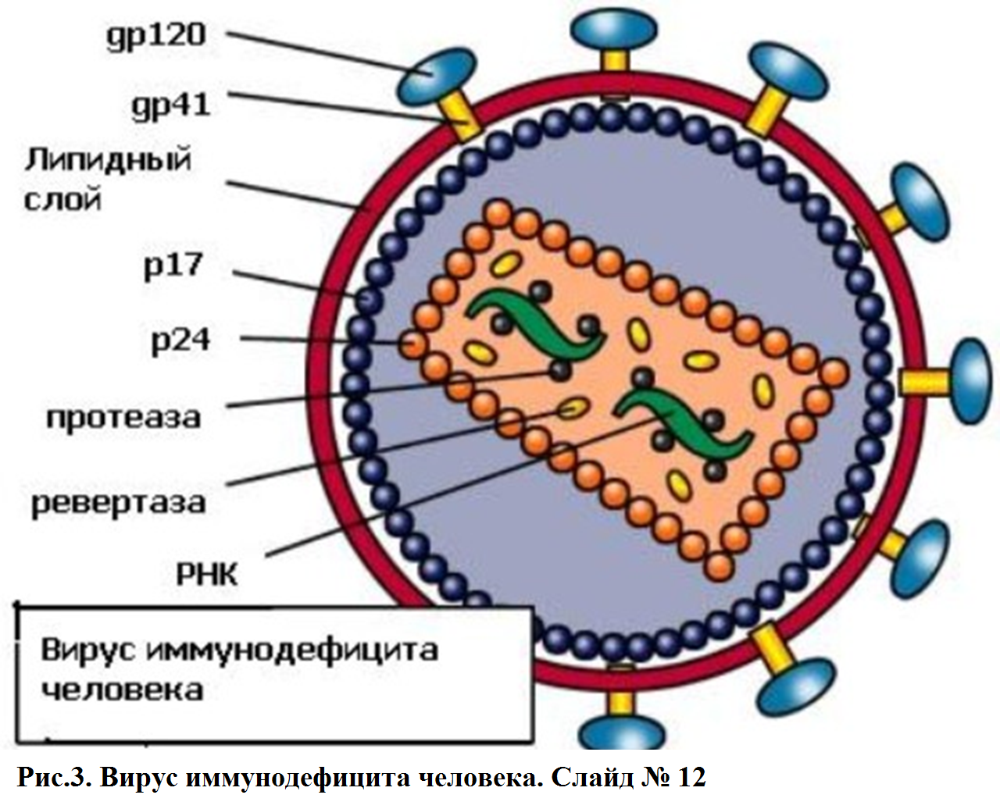 gp120
gp41
Липидный
слой
p17
p24
протеаза
ревертаза
РНК
Вирус иммунодефицита
человека
Рис.3. Вирус иммунодефицита человека. Слайд № 12